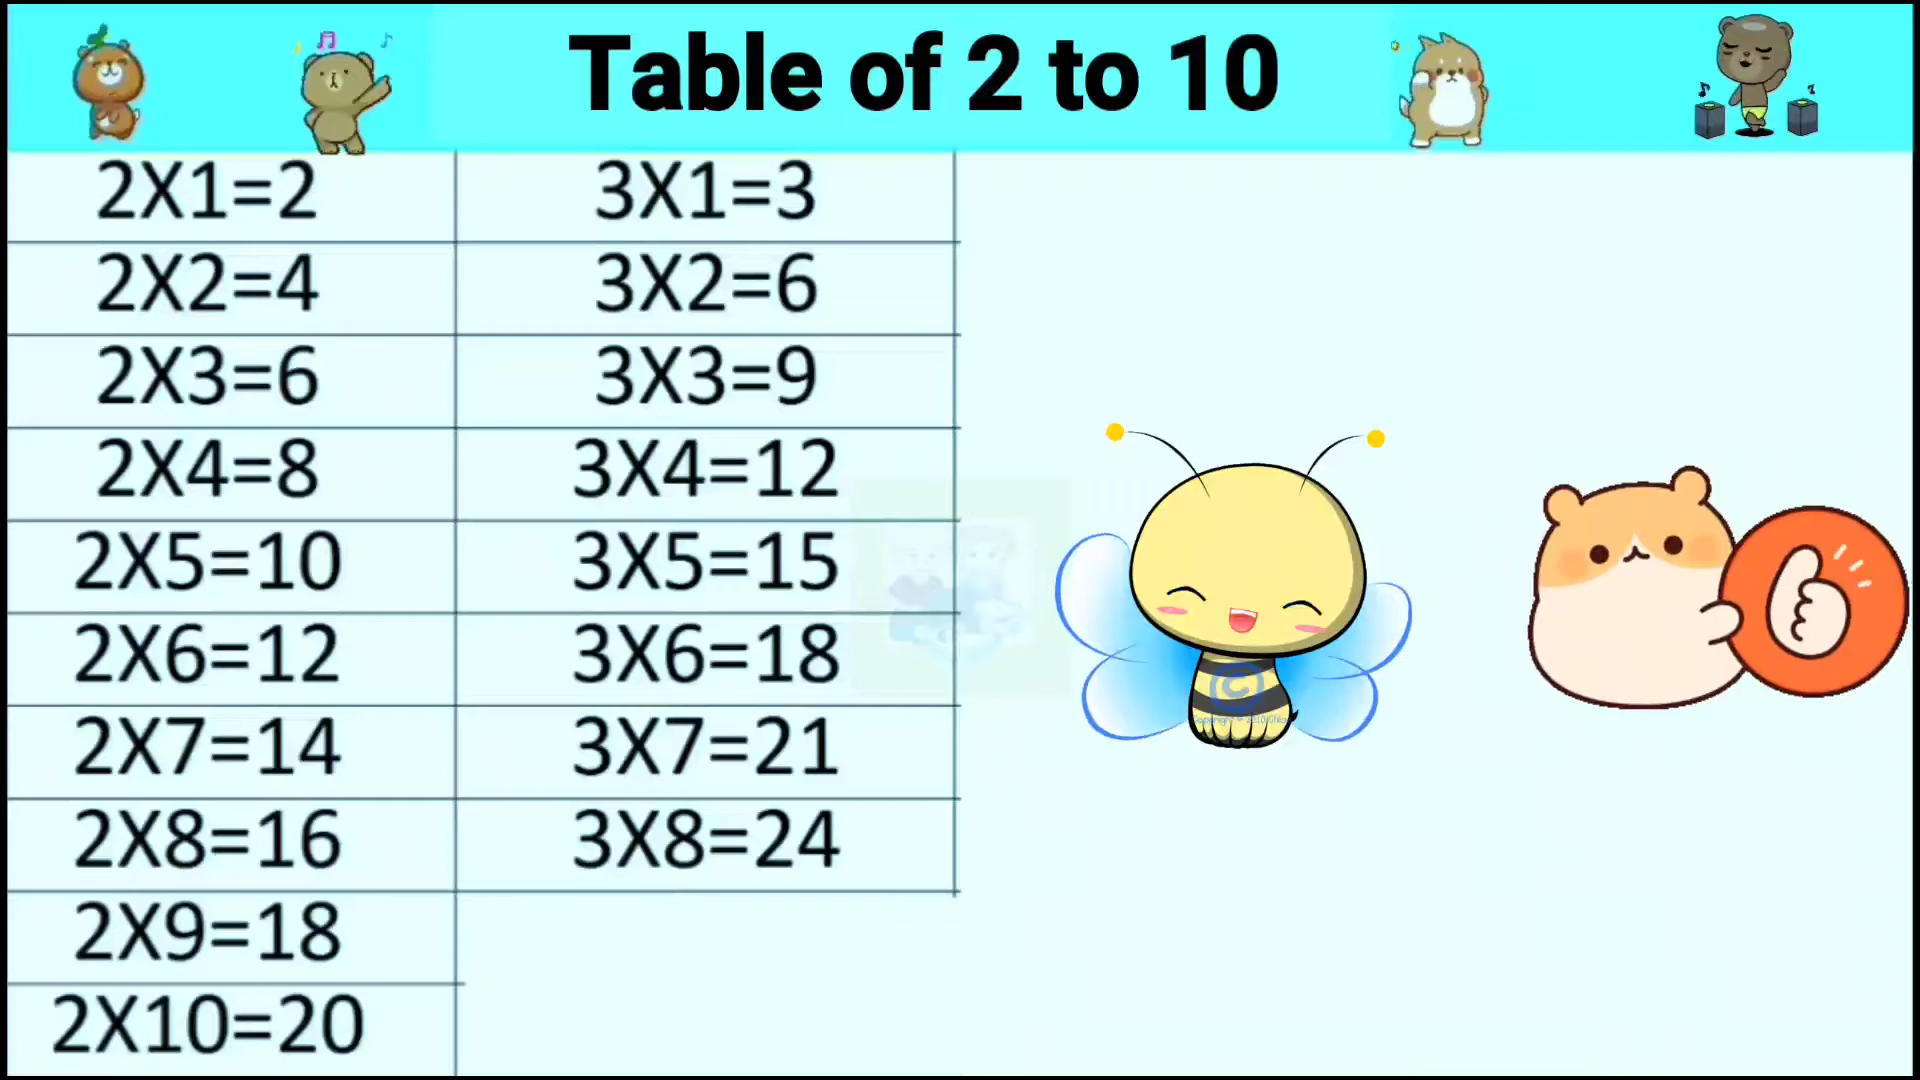 Table of 2 to 10
2X1=2
2X2=4
2X3=6
2X4=8
2X5=10
2X6=12
2X7=14
2X8=16
2X9=18
2X10=20
3X1=3
3X2=6
3X3=9
3X4=12
3X5=15
3X6=18
3X7=21
3X8=24